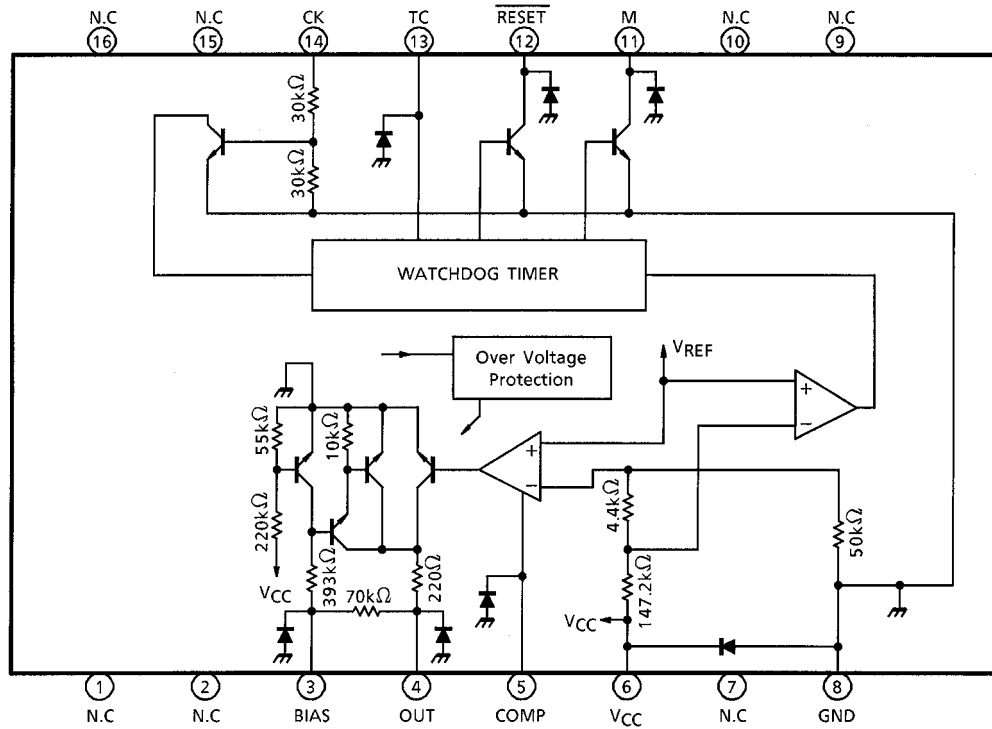 N.C N.C CK TC RESET M N.C N.C
16 15 14 13 12 11 10 9
30kΩ
30kΩ
WATCHDOG TIMER
Over Voltage
Protection
VREF
+
−
55kΩ
10kΩ
+
−
4.4kΩ
220kΩ
50kΩ
VCC
393kΩ
70kΩ
220Ω
147.2kΩ
VCC
1 2 3 4 5 6 7 8
N.C N.C BIAS OUT COMP VCC N.C GND